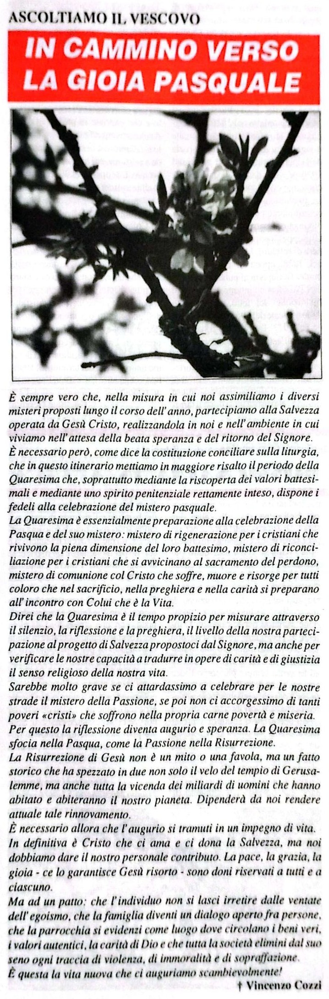 ASCOLTIAMO IL VESCOVO
IN CAMMINO VERSO
LA GIOIA PASQUALE
È sempre vero che, nella misura in cui noi assimiliamo i diversi
misteri proposti lungo il corso dell'anno, partecipiamo alla Salvezza
operata da Gesù Cristo, realizzandola in noi e nell'ambiente in cui
viviamo nell'attesa della beata speranza e del ritorno del Signore.
È necessario però, come dice la costituzione conciliare sulla liturgia,
che in questo itinerario mettiamo in maggiore risalto il periodo della
Quaresima che, soprattutto mediante la riscoperta dei valori battesi-
mali e mediante uno spirito penitenziale rettamente inteso, dispone i
fedeli alla celebrazione del mistero pasquale.
La Quaresima è essenzialmente preparazione alla celebrazione della
Pasqua e del suo mistero: mistero di rigenerazione per i cristiani che
rivivono la piena dimensione del loro battesimo, mistero di riconci-
liazione per i cristiani che si avvicinano al sacramento del perdono,
mistero di comunione col Cristo che soffre, muore e risorge per tutti
coloro che nel sacrificio, nella preghiera e nella carità si preparano
all'incontro con Colui che è la Vita.
Direi che la Quaresima è il tempo propizio per misurare attraverso
il silenzio, la riflessione e la preghiera, il livello della nostra parteci-
pazione al progetto di Salvezza propostoci dal Signore, ma anche per
verificare le nostre capacità a tradurre in opere di carità e di giustizia
il senso religioso della nostra vita.
Sarebbe molto grave se ci attardassimo a celebrare per le nostre
strade il mistero della Passione, se poi non ci accorgessimo di tanti
poveri «cristi» che soffrono nella propria carne povertà e miseria.
Per questo la riflessione diventa augurio e speranza. La Quaresima
sfocia nella Pasqua, come la Passione nella Risurrezione.
La Risurrezione di Gesù non è un mito o una favola, ma un fatto
storico che ha spezzato in due non solo il velo del tempio di Gerusa-
lemme, ma anche tutta la vicenda dei miliardi di uomini che hanno
abitato e abiteranno il nostro pianeta. Dipenderà da noi rendere
attuale tale rinnovamento.
È necessario allora che l'augurio si tramuti in un impegno di vita.
In definitiva è Cristo che ci ama e ci dona la Salvezza, ma noi
dobbiamo dare il nostro personale contributo. La pace, la grazia, la
gioia - ce lo garantisce Gesù risorto - sono doni riservati a tutti e a
ciascuno.
Ma ad un patto: che l'individuo non si lasci irretire dalle ventate
dell'egoismo, che la famiglia diventi un dialogo aperto fra persone,
che la parrocchia si evidenzi come luogo dove circolano i beni veri,
i valori autentici, la carità di Dio e che tutta la società elimini dal suo
seno ogni traccia di violenza, di immoralità e di sopraffazione.
È questa la vita nuova che ci auguriamo scambievolmente!
† Vincenzo Cozzi